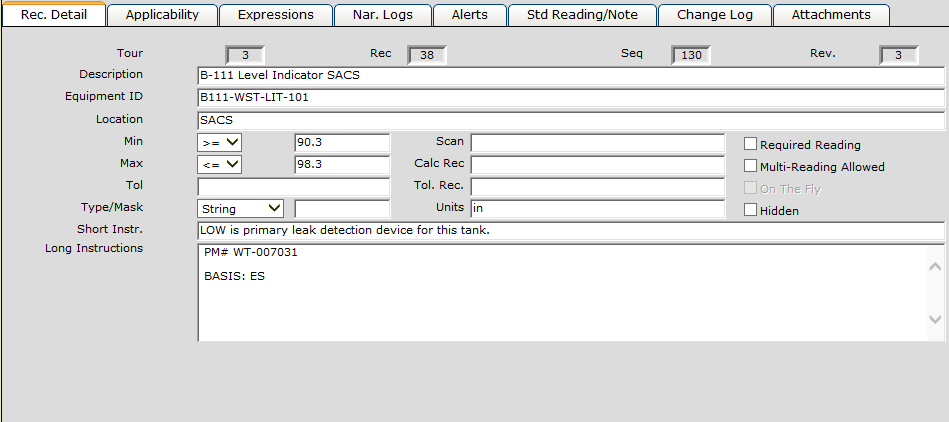 Rec. Detail Applicability Expressions Nar. Logs Alerts Std Reading/Note Change Log Attachments
Tour 3 Rec 38 Seq 130 Rev. 3
Description B-111 Level Indicator SACS
Equipment ID B111-WST-LIT-101
Location SACS
Min >= 90.3 Scan Required Reading
Max <= 98.3 Calc Rec Multi-Reading Allowed
Tol Tol. Rec. On The Fly
Type/Mask String Units in Hidden
Short Instr. LOW is primary leak detection device for this tank.
Long Instructions PM# WT-007031
BASIS: ES